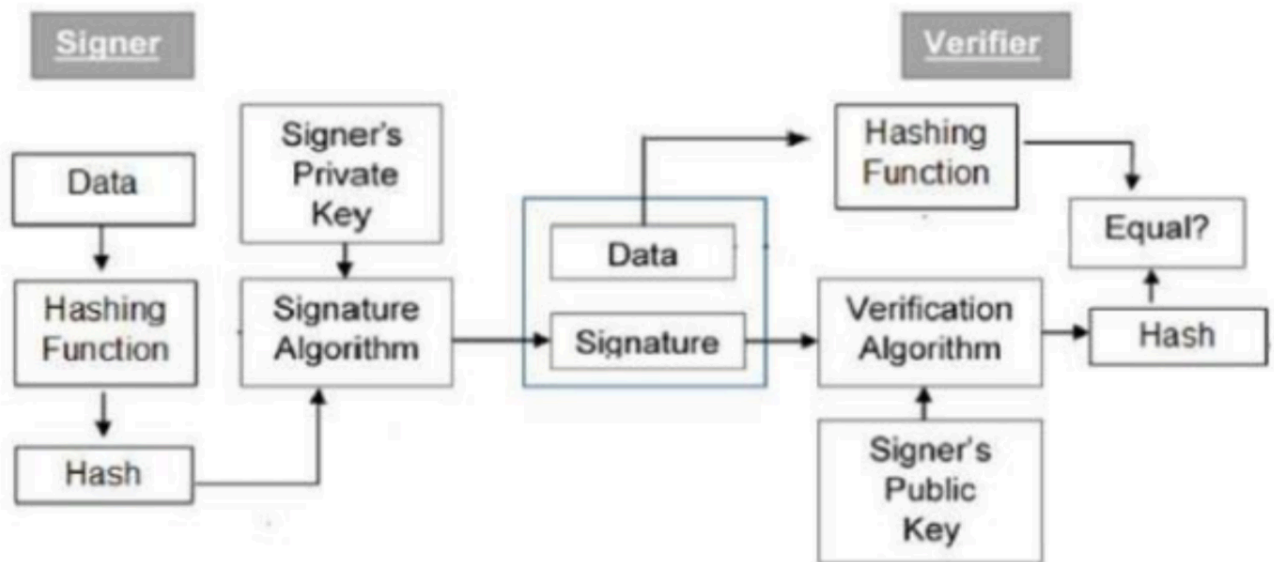 Signer
Verifier
Data
Hashing
Function
Hash
Signer's
Private
Key
Signature
Algorithm
Data
Signature
Hashing
Function
Equal?
Verification
Algorithm
Hash
Signer's
Public
Key